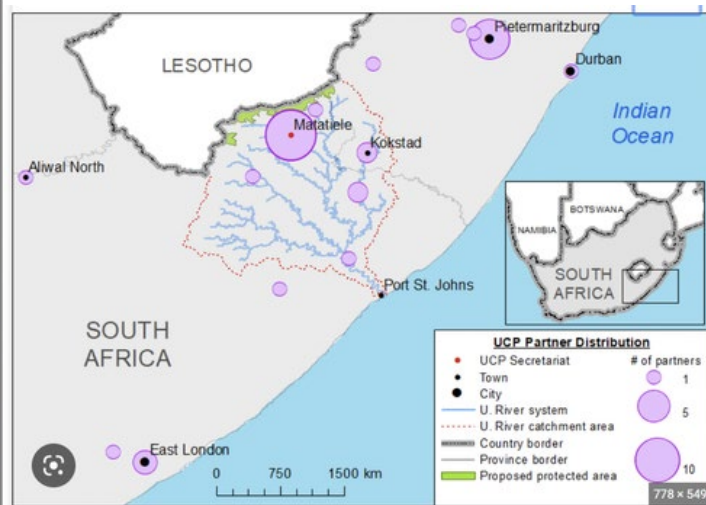 Pietermaritzburg
LESOTHO
Durban
Indian
Ocean
Matatiele
Kokstad
Aliwal North
BOTSWANA
NAMIBIA
SOUTH
AFRICA
Port St. Johns
SOUTH
AFRICA
UCP Partner Distribution
UCP Secretariat
# of partners
Town
1
City
U. River system
5
U. River catchment area
Country border
Province border
10
Proposed protected area
East London
0 750 1500 km
778 × 549